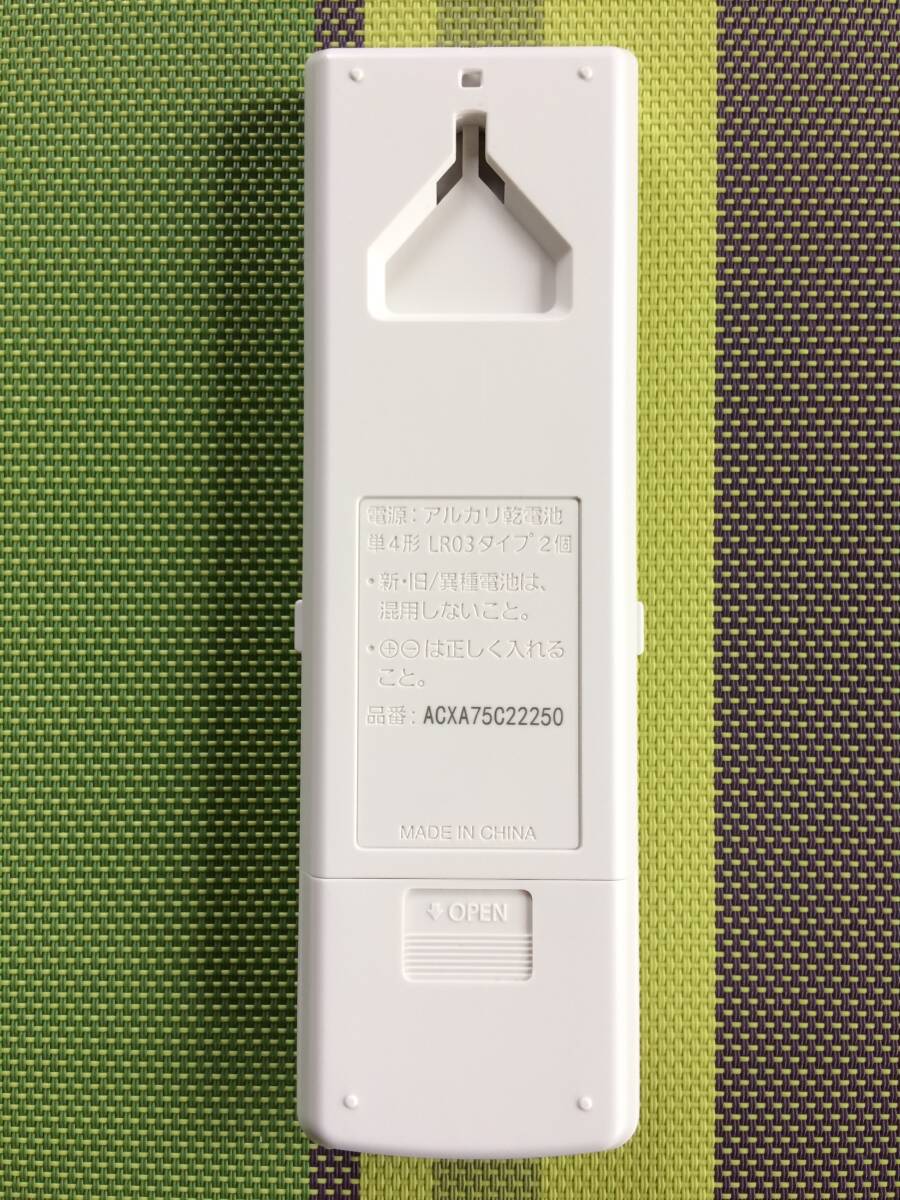 電源：アルカリ乾電池
単4形 LR03タイプ2個
・新・旧/異種電池は、
混用しないこと。
・⊕⊖は正しく入れる
こと。
品番：ACXA75C22250
MADE IN CHINA
OPEN